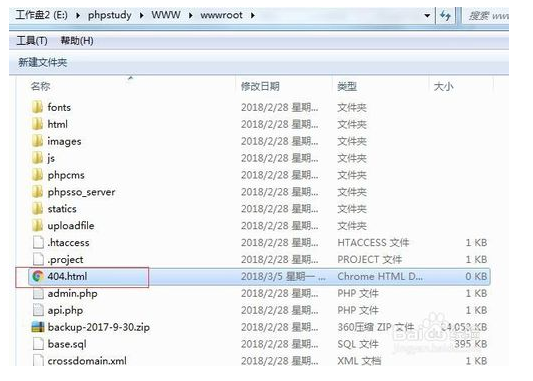 工作盘2 (E:) ▸ phpstudy ▸ WWW ▸ wwwroot ▸ 搜索 ww
工具(T) 帮助(H)
新建文件夹
名称 修改日期 类型 大小
fonts 2018/2/28 星期... 文件夹
html 2018/2/28 星期... 文件夹
images 2018/2/28 星期... 文件夹
js 2018/2/28 星期... 文件夹
phpcms 2018/2/28 星期... 文件夹
phpsso_server 2018/2/28 星期... 文件夹
statics 2018/2/28 星期... 文件夹
uploadfile 2018/2/28 星期... 文件夹
.htaccess 2018/2/28 星期... HTACCESS 文件 1 KB
.project 2018/2/28 星期... PROJECT 文件 1 KB
404.html 2018/3/5 星期一 ... Chrome HTML D... 0 KB
admin.php 2018/2/28 星期... PHP 文件 1 KB
api.php 2018/2/28 星期... PHP 文件 1 KB
backup-2017-9-30.zip 2018/2/28 星期... 360压缩 ZIP 文件 KB
base.sql 2018/2/28 星期... SQL 文件 395 KB
crossdomain.xml 2018/2/28 星期... XML 文档 1 KB